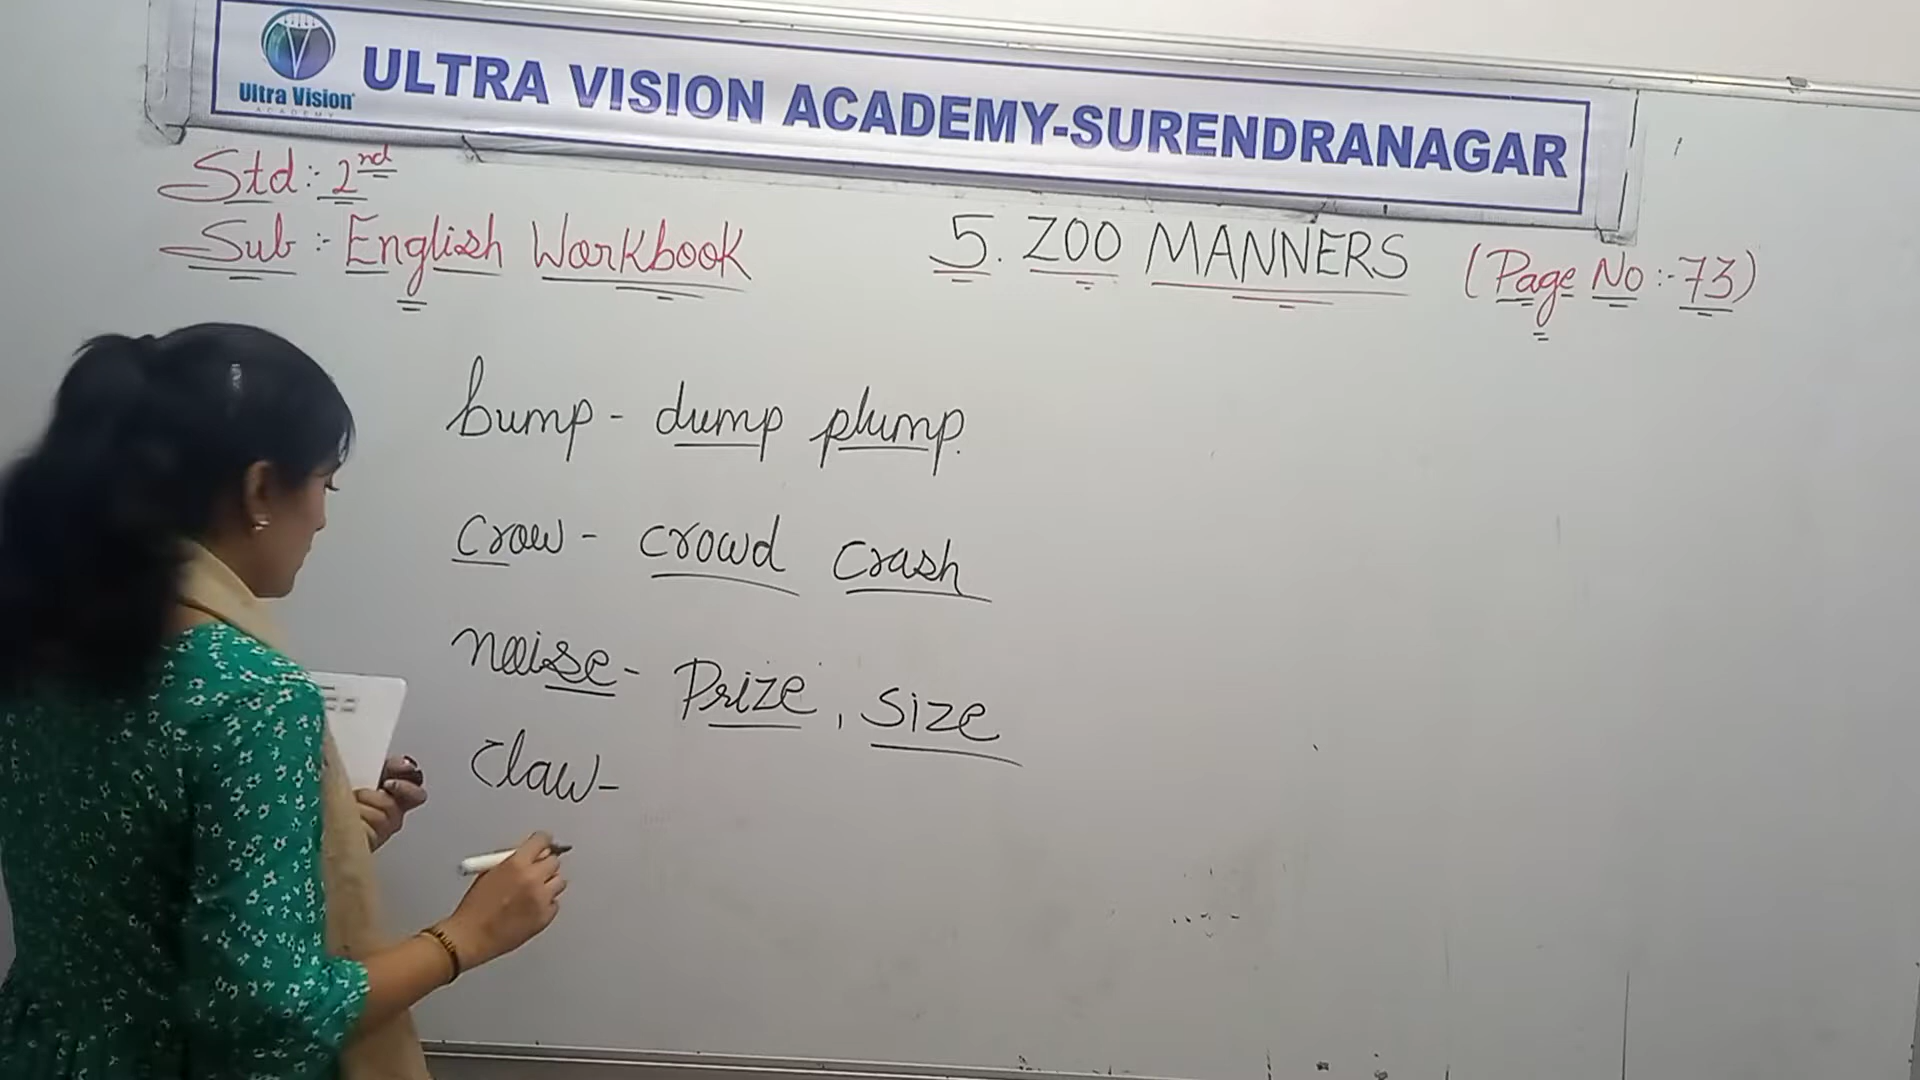 Ultra Vision
ACADEMY
ULTRA VISION ACADEMY-SURENDRANAGAR
Std:- 2nd
Sub:- English Workbook
5. ZOO MANNERS (Page No:-73)
bump- dump plump.
crow- crowd crash
noise- Prize, size
claw-